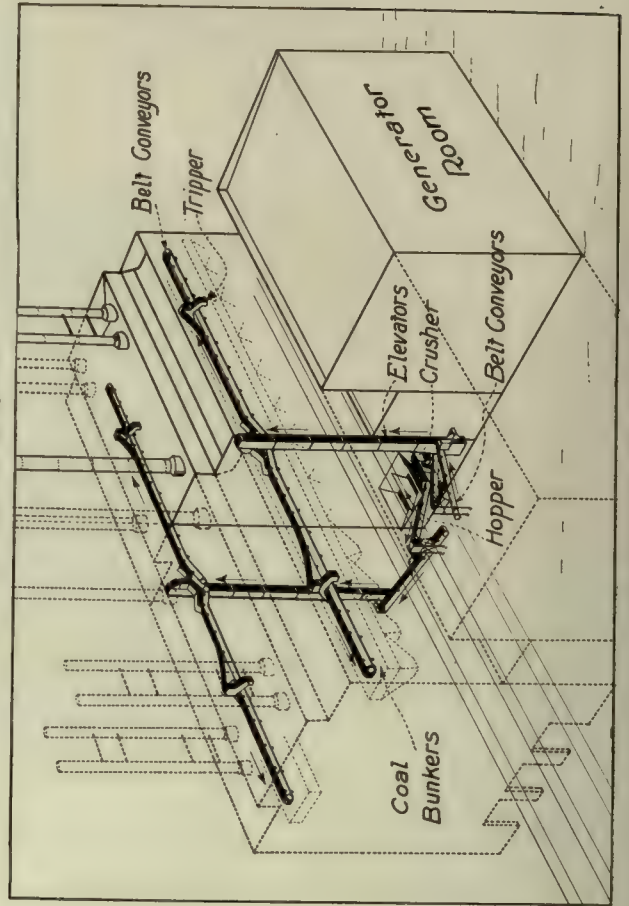 Belt Conveyors
Tripper
Generator
Room
Elevators
Crusher
Belt Conveyors
Hopper
Coal
Bunkers